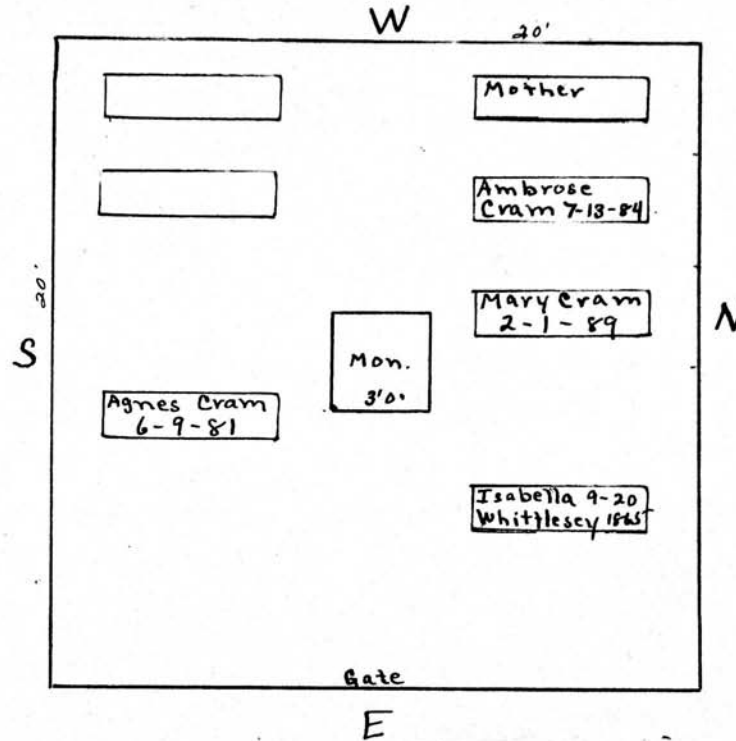 W
20'
Mother
Ambrose
Cram 7-13-84
20'
Mary Cram
2-1-89
N
S
Mon.
3'0"
Agnes Cram
6-9-81
Isabella 9-20
Whittlesey 1865
Gate
E